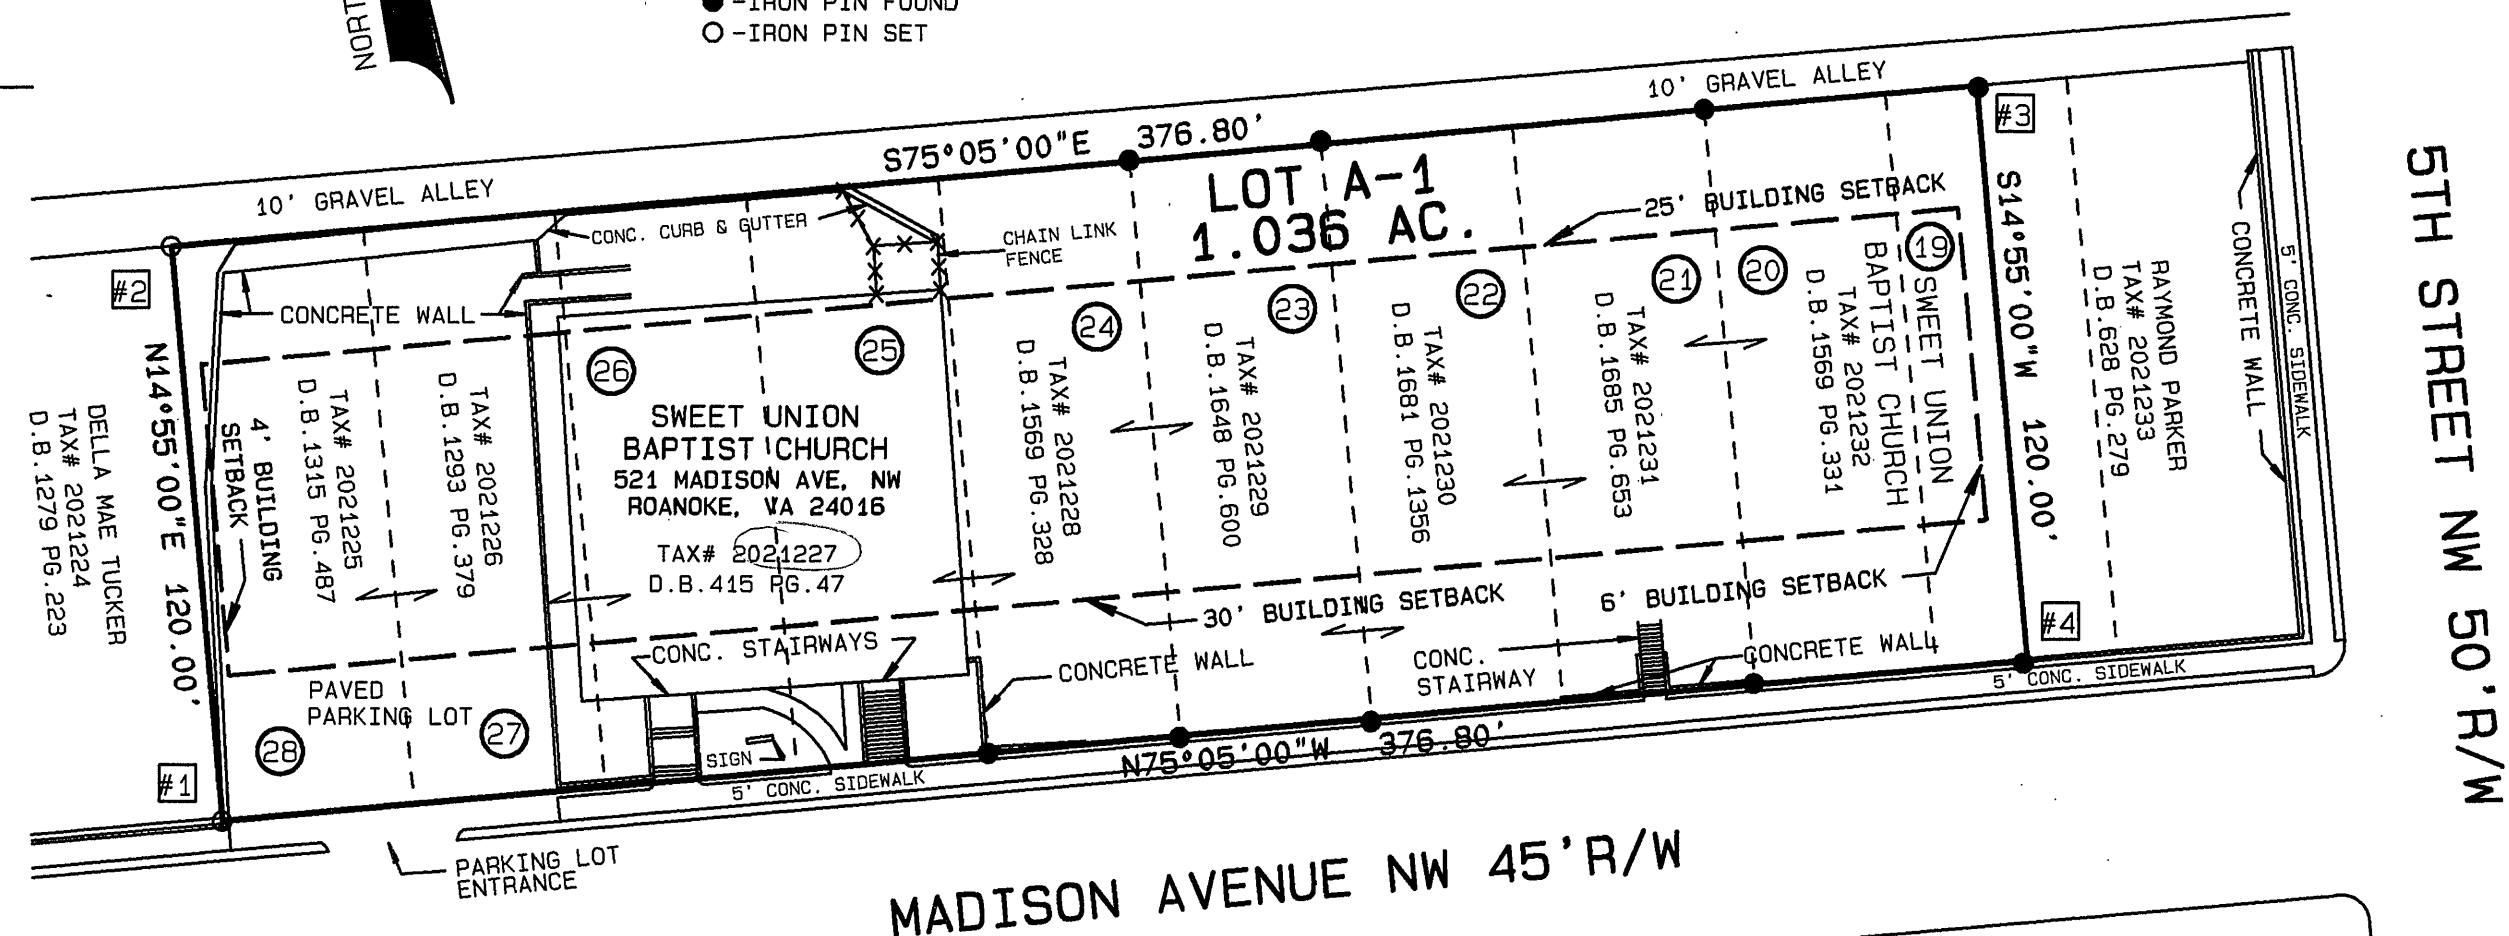 NORT
-IRON PIN FOUND
-IRON PIN SET
10' GRAVEL ALLEY
S75°05'00"E 376.80'
10' GRAVEL ALLEY
#3
#2
CONC. CURB & GUTTER
CHAIN LINK
FENCE
LOT A-1
1.036 AC.
25' BUILDING SETBACK
CONCRETE WALL
N14°55'00"E 120.00'
S14°55'00"W 120.00'
DELLA MAE TUCKER
TAX# 2021224
D.B.1279 PG.223
4' BUILDING
SETBACK
TAX# 2021225
D.B.1315 PG.487
TAX# 2021226
D.B.1293 PG.379
26
25
SWEET UNION
BAPTIST CHURCH
521 MADISON AVE. NW
ROANOKE, VA 24016
TAX# 2021227
D.B.415 PG.47
24
TAX# 2021228
D.B.1569 PG.328
23
TAX# 2021229
D.B.1648 PG.600
22
TAX# 2021230
D.B.1681 PG.1356
21
TAX# 2021231
D.B.1685 PG.653
20
19
SWEET UNION
BAPTIST CHURCH
TAX# 2021232
D.B.1569 PG.331
RAYMOND PARKER
TAX# 2021233
D.B.628 PG.279
CONCRETE WALL
5' CONC. SIDEWALK
5TH STREET NW 50'R/W
30' BUILDING SETBACK
6' BUILDING SETBACK
#4
CONC. STAIRWAYS
CONCRETE WALL
CONC.
STAIRWAY
CONCRETE WALL
5' CONC. SIDEWALK
PAVED
PARKING LOT
28
27
SIGN
#1
5' CONC. SIDEWALK
N75°05'00"W 376.80'
PARKING LOT
ENTRANCE
MADISON AVENUE NW 45'R/W